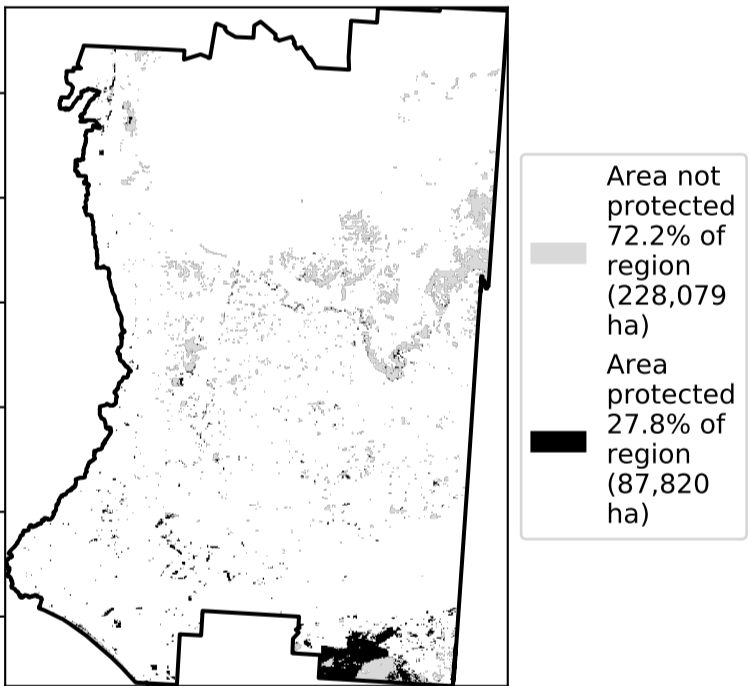 Area not
protected
72.2% of
region
(228,079
ha)
Area
protected
27.8% of
region
(87,820
ha)